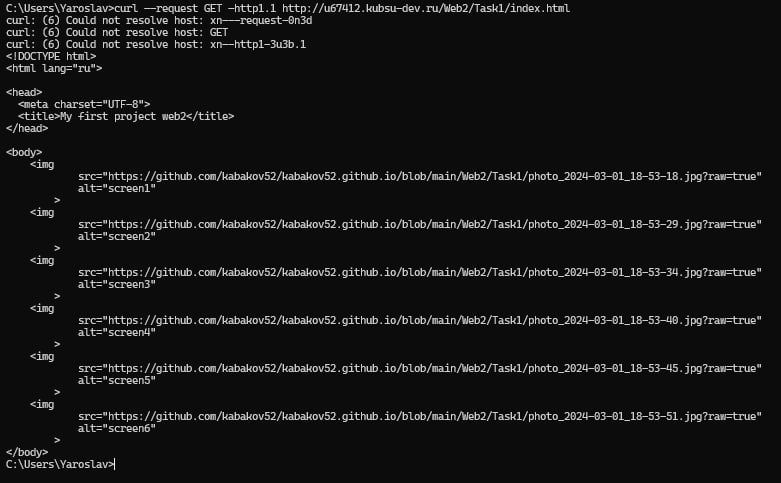 C:\Users\Yaroslav>curl –-request GET –http1.1 http://u67412.kubsu-dev.ru/Web2/Task1/index.html
curl: (6) Could not resolve host: xn---request-0n3d
curl: (6) Could not resolve host: GET
curl: (6) Could not resolve host: xn--http1-3u3b.1
<!DOCTYPE html>
<html lang="ru">
<head>
<meta charset="UTF-8">
<title>My first project web2</title>
</head>
<body>
<img
src="https://github.com/kabakov52/kabakov52.github.io/blob/main/Web2/Task1/photo_2024-03-01_18-53-18.jpg?raw=true"
alt="screen1"
>
<img
src="https://github.com/kabakov52/kabakov52.github.io/blob/main/Web2/Task1/photo_2024-03-01_18-53-29.jpg?raw=true"
alt="screen2"
>
<img
src="https://github.com/kabakov52/kabakov52.github.io/blob/main/Web2/Task1/photo_2024-03-01_18-53-34.jpg?raw=true"
alt="screen3"
>
<img
src="https://github.com/kabakov52/kabakov52.github.io/blob/main/Web2/Task1/photo_2024-03-01_18-53-40.jpg?raw=true"
alt="screen4"
>
<img
src="https://github.com/kabakov52/kabakov52.github.io/blob/main/Web2/Task1/photo_2024-03-01_18-53-45.jpg?raw=true"
alt="screen5"
>
<img
src="https://github.com/kabakov52/kabakov52.github.io/blob/main/Web2/Task1/photo_2024-03-01_18-53-51.jpg?raw=true"
alt="screen6"
>
</body>
C:\Users\Yaroslav>